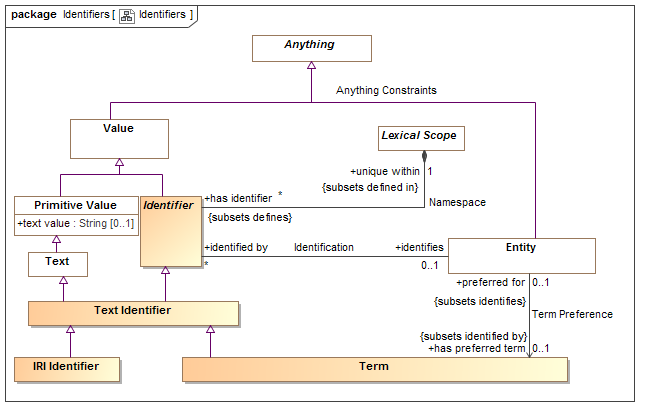 package Identifiers [ Identifiers ]
Anything
Anything Constraints
Value
Lexical Scope
+unique within 1
{subsets defined in}
Primitive Value
+text value : String [0..1]
Identifier
+has identifier *
{subsets defines}
Namespace
+identified by Identification +identifies
* 0..1
Entity
Text
+preferred for 0..1
{subsets identifies}
Text Identifier
Term Preference
{subsets identified by}
+has preferred term 0..1
IRI Identifier
Term